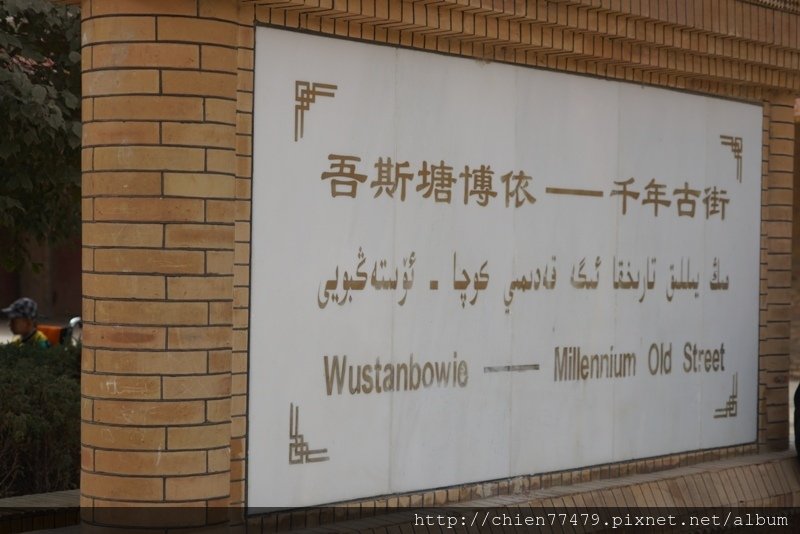 吾斯塘博依——千年古街
مىڭ يىللىق تارىخقا ئىگە قەدىمىي كوچا - ئۆستەڭبويى
Wustanbowie —— Millennium Old Street
http://chien77479.pixnet.net/album